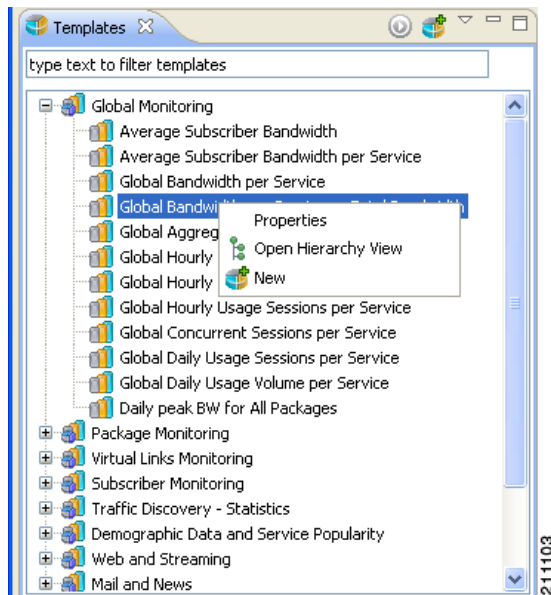 Templates
type text to filter templates
Global Monitoring
Average Subscriber Bandwidth
Average Subscriber Bandwidth per Service
Global Bandwidth per Service
Global
Properties
Global Aggreg
Open Hierarchy View
Global Hourly
New
Global Hourly
Global Hourly Usage Sessions per Service
Global Concurrent Sessions per Service
Global Daily Usage Sessions per Service
Global Daily Usage Volume per Service
Daily peak BW for All Packages
Package Monitoring
Virtual Links Monitoring
Subscriber Monitoring
Traffic Discovery - Statistics
Demographic Data and Service Popularity
Web and Streaming
Mail and News
211103